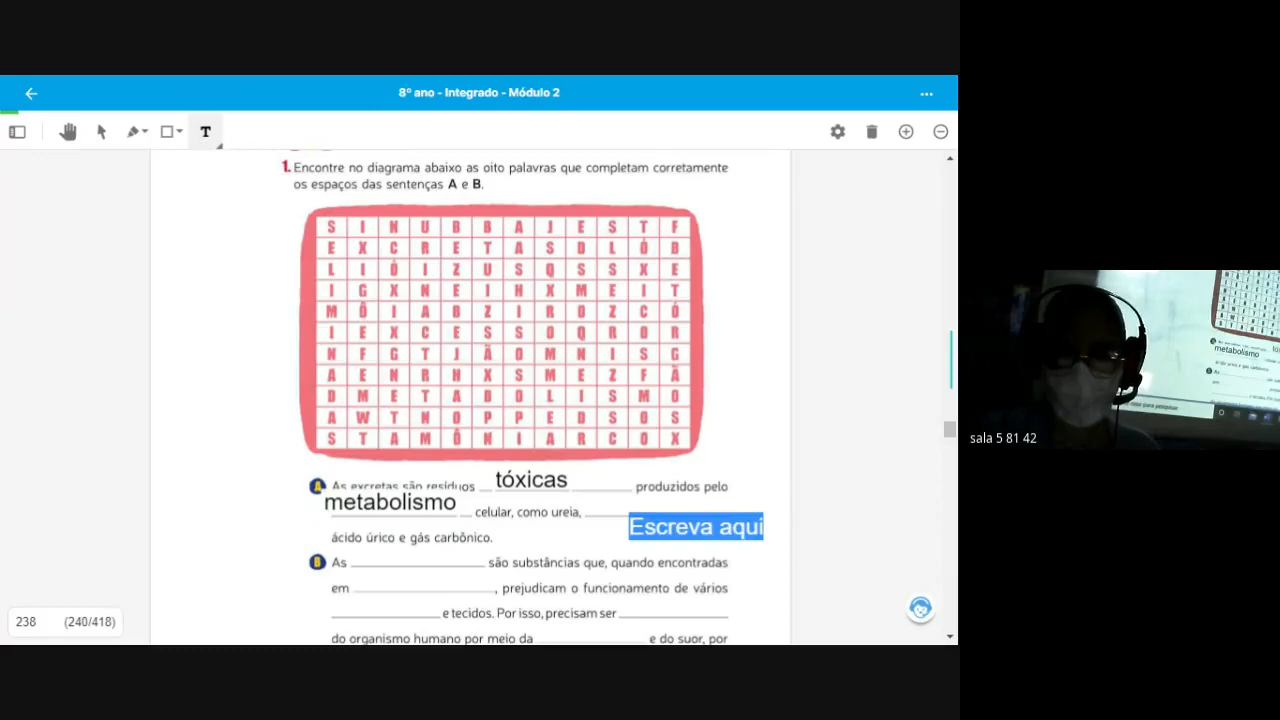 8º ano - Integrado - Módulo 2
T
1. Encontre no diagrama abaixo as oito palavras que completam corretamente
os espaços das sentenças A e B.
S I N U B B A J E S T F
E X C R E T A S D L Ó B
L I Ó I Z U S Q S S X E
I G X N E I H X M E I T
M Ô I A B Z I R O Z C Ó
I E X C E S S O Q R O R
N F G T J Ã O M N I S G
A E N R H X S M E Z F Ã
D M E T A B O L I S M O
A W T N O P P E D S O S
S T A M Ô N I A R C O X
A As excretas são resíduos tóxicas produzidos pelo
metabolismo celular, como ureia,
Escreva aqui
ácido úrico e gás carbônico.
B As são substâncias que, quando encontradas
em , prejudicam o funcionamento de vários
e tecidos. Por isso, precisam ser
do organismo humano por meio da e do suor, por
238 (240/418)
sala 5 81 42
metabolismo